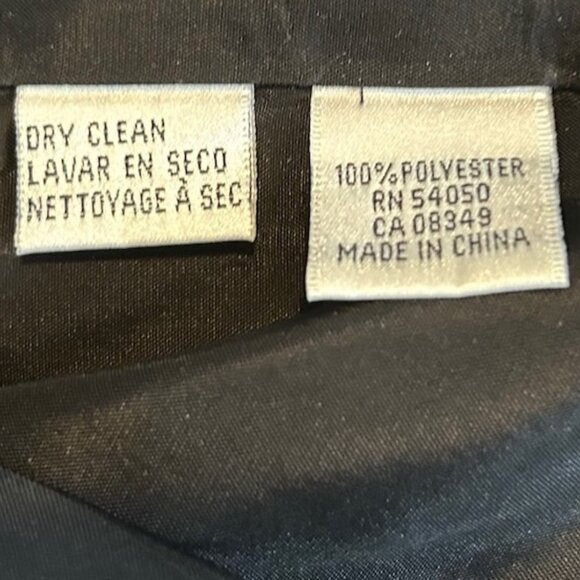 DRY CLEAN
LAVAR EN SECO
NETTOYAGE À SEC
100% POLYESTER
RN 54050
CA 08349
MADE IN CHINA